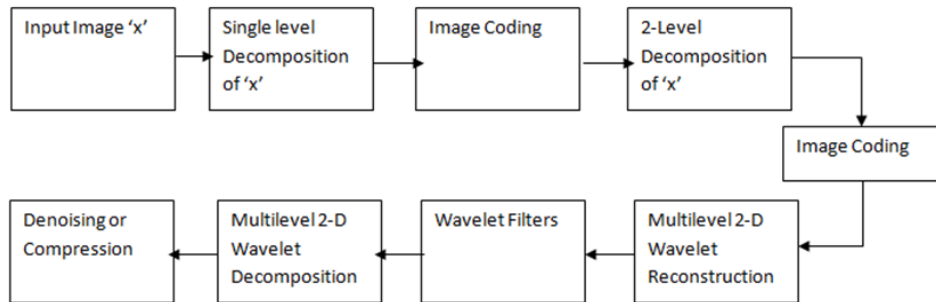 Input Image ‘x’
Single level
Decomposition
of ‘x’
Image Coding
2-Level
Decomposition
of ‘x’
Image Coding
Multilevel 2-D
Wavelet
Reconstruction
Wavelet Filters
Multilevel 2-D
Wavelet
Decomposition
Denoising or
Compression